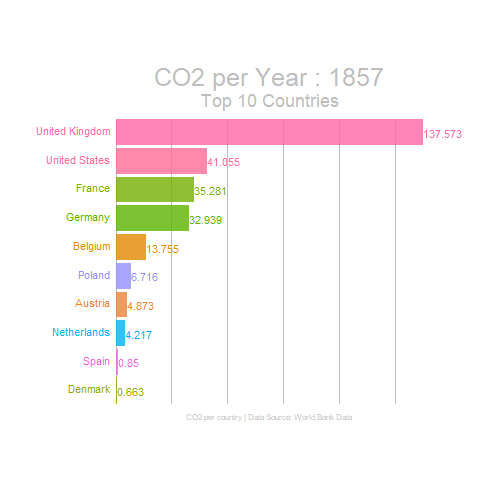 CO2 per Year : 1857
Top 10 Countries
United Kingdom 137.573
United States 41.055
France 35.281
Germany 32.939
Belgium 13.755
Poland 6.716
Austria 4.873
Netherlands 4.217
Spain 0.85
Denmark 0.663
CO2 per country | Data Source: World Bank Data